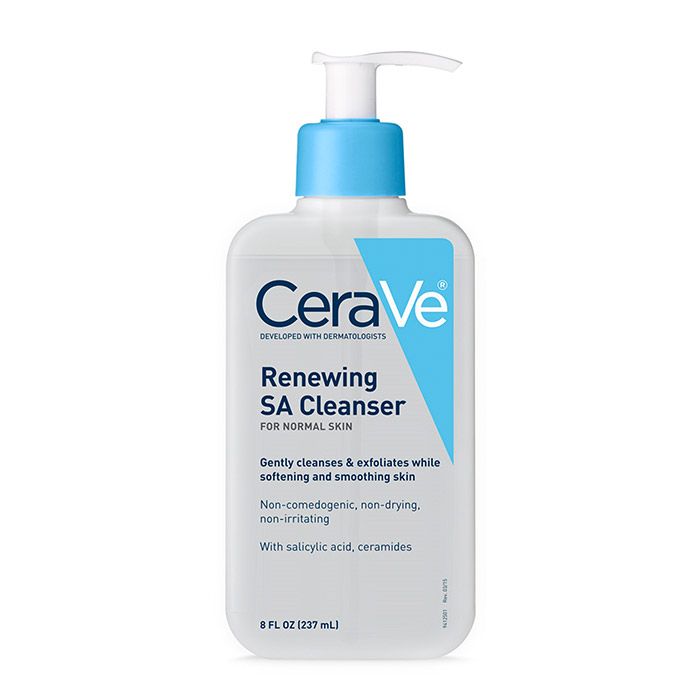 CeraVe®
DEVELOPED WITH DERMATOLOGISTS
Renewing
SA Cleanser
FOR NORMAL SKIN
Gently cleanses & exfoliates while
softening and smoothing skin
Non-comedogenic, non-drying,
non-irritating
With salicylic acid, ceramides
8 FL OZ (237 mL)